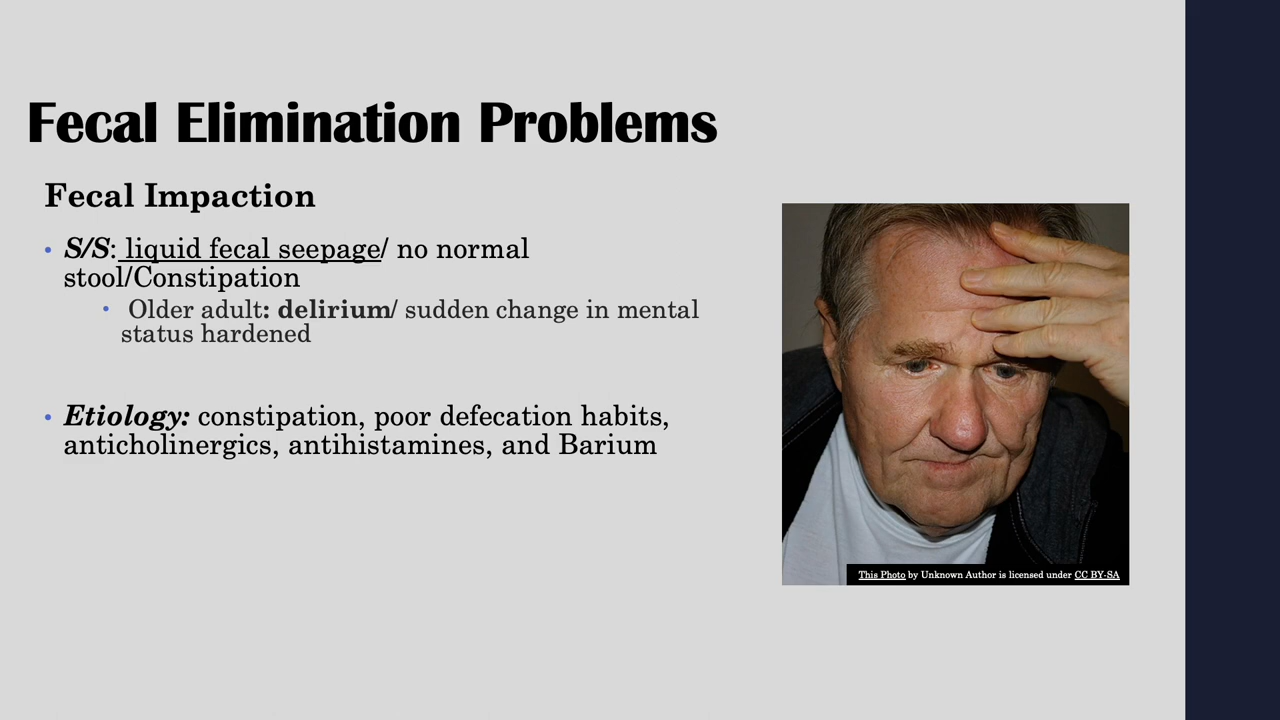 Fecal Elimination Problems
Fecal Impaction
• S/S: liquid fecal seepage/ no normal
stool/Constipation
• Older adult: delirium/ sudden change in mental
status hardened
• Etiology: constipation, poor defecation habits,
anticholinergics, antihistamines, and Barium
This Photo by Unknown Author is licensed under CC BY-SA